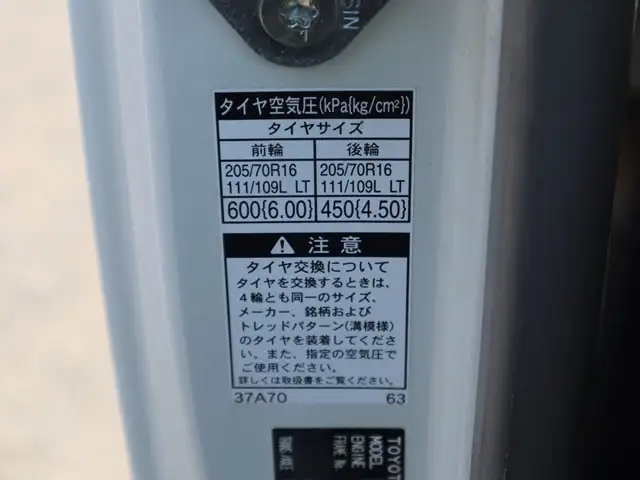 SIN
タイヤ空気圧(kPa{kg/cm²})
タイヤサイズ
前輪 後輪
205/70R16 205/70R16
111/109L LT 111/109L LT
600{6.00} 450{4.50}
⚠ 注意
タイヤ交換について
タイヤを交換するときは、
4輪とも同一のサイズ、
メーカー、銘柄および
トレッドパターン(溝模様)
のタイヤを装着してくださ
い。また、指定の空気圧で
ご使用ください。
詳しくは取扱書をご覧ください。
37A70 63
TOYOT
MODEL
ENGINE
FRAME No.